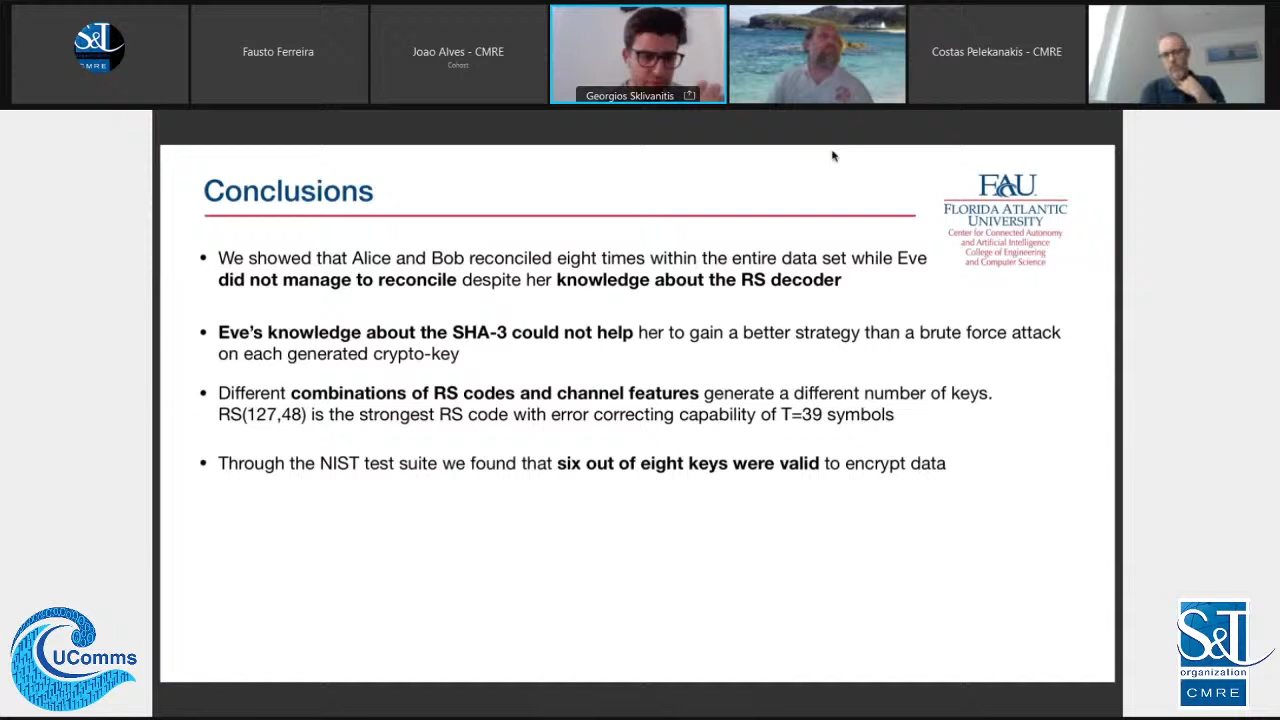 S&T
CMRE
Fausto Ferreira
Joao Alves - CMRE
Cohost
Georgios Sklivanitis
Costas Pelekanakis - CMRE
Conclusions
FAU
FLORIDA ATLANTIC
UNIVERSITY
Center for Connected Autonomy
and Artificial Intelligence
College of Engineering
and Computer Science
• We showed that Alice and Bob reconciled eight times within the entire data set while Eve
did not manage to reconcile despite her knowledge about the RS decoder
• Eve's knowledge about the SHA-3 could not help her to gain a better strategy than a brute force attack
on each generated crypto-key
• Different combinations of RS codes and channel features generate a different number of keys.
RS(127,48) is the strongest RS code with error correcting capability of T=39 symbols
• Through the NIST test suite we found that six out of eight keys were valid to encrypt data
UComms
S&T
organization
CMRE